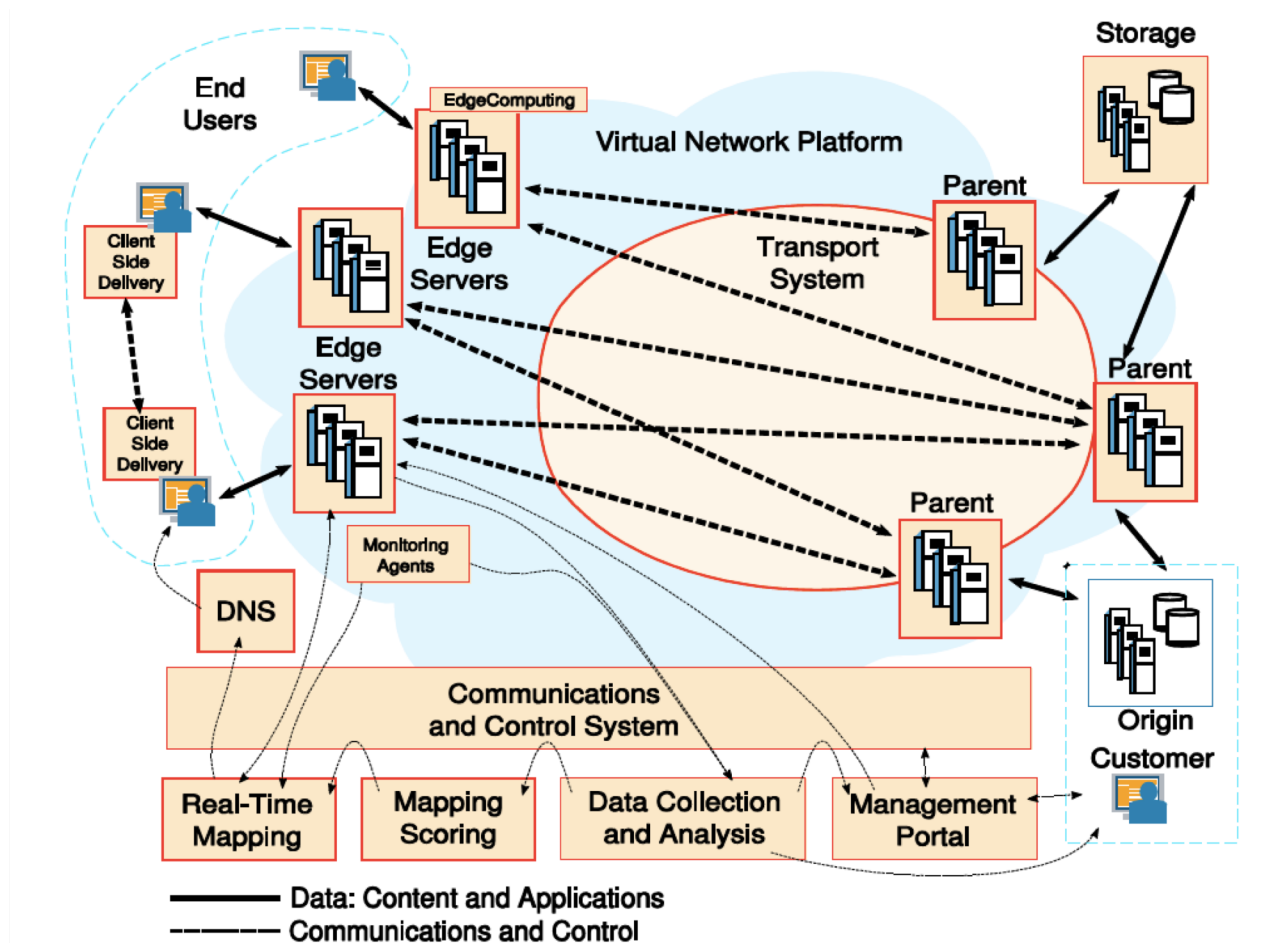 Storage
End
Users
EdgeComputing
Virtual Network Platform
Parent
Client
Side
Delivery
Edge
Servers
Transport
System
Edge
Servers
Parent
Client
Side
Delivery
Parent
Monitoring
Agents
DNS
Communications
and Control System
Origin
Customer
Real-Time
Mapping
Mapping
Scoring
Data Collection
and Analysis
Management
Portal
Data: Content and Applications
Communications and Control